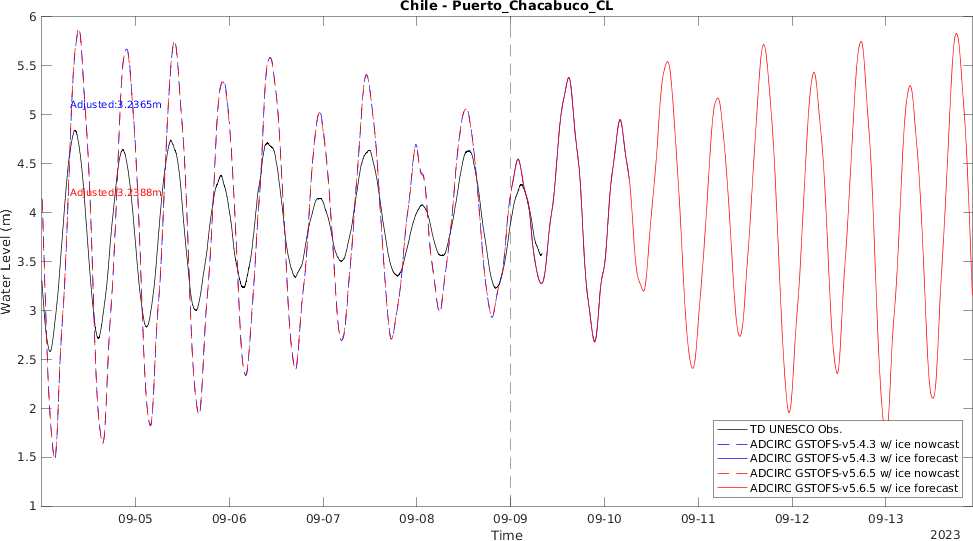 Chile - Puerto_Chacabuco_CL
Water Level (m)
6
5.5
5
4.5
4
3.5
3
2.5
2
1.5
1
Adjusted:3.2365m
Adjusted:3.2388m
TD UNESCO Obs.
ADCIRC GSTOFS-v5.4.3 w/ ice nowcast
ADCIRC GSTOFS-v5.4.3 w/ ice forecast
ADCIRC GSTOFS-v5.6.5 w/ ice nowcast
ADCIRC GSTOFS-v5.6.5 w/ ice forecast
09-05 09-06 09-07 09-08 09-09 09-10 09-11 09-12 09-13
Time
2023